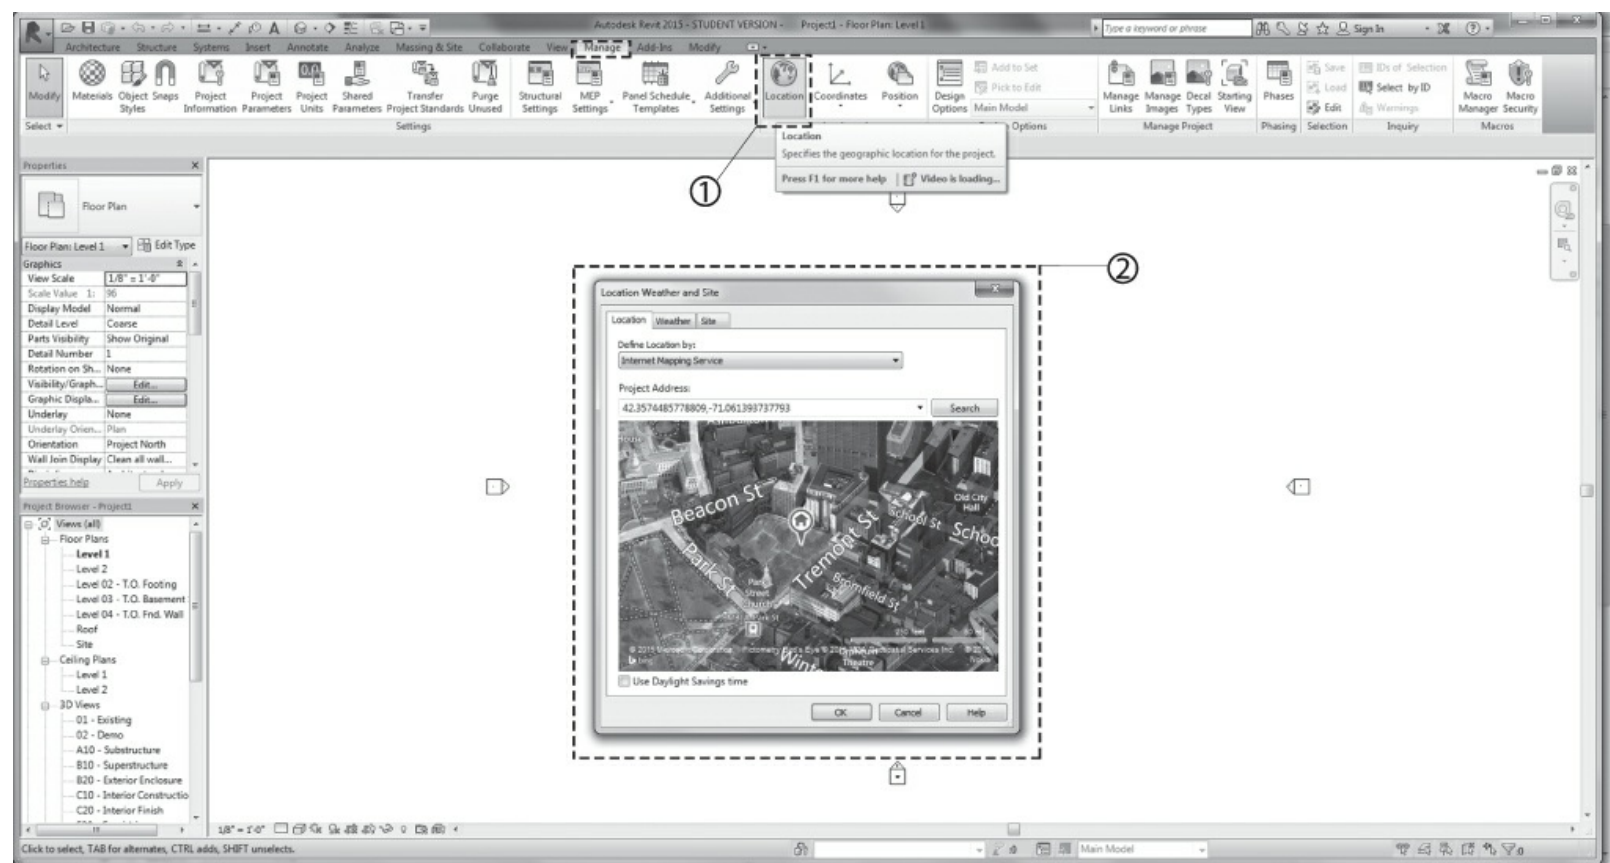 Autodesk Revit 2015 - STUDENT VERSION - Project1 - Floor Plan: Level 1
Type a keyword or phrase
Sign In
Architecture Structure Systems Insert Annotate Analyze Massing & Site Collaborate View Manage Add-Ins Modify
Modify
Materials
Object Styles
Snaps
Project Information
Project Parameters
Project Units
Shared Parameters
Transfer Project Standards
Purge Unused
Structural Settings
MEP Settings
Panel Schedule Templates
Additional Settings
Location
Coordinates
Position
Design Options
Add to Set
Pick to Edit
Main Model
Manage Links
Manage Images
Decal Types
Starting View
Phases
Save
Load
Edit
IDs of Selection
Select by ID
Warnings
Macro Manager
Macro Security
Select
Settings
Options
Manage Project
Phasing
Selection
Inquiry
Macros
Location
Specifies the geographic location for the project.
Press F1 for more help
Video is loading...
1
2
Properties
Floor Plan
Floor Plan: Level 1
Edit Type
Graphics
View Scale 1/8" = 1'-0"
Scale Value 1: 96
Display Model Normal
Detail Level Coarse
Parts Visibility Show Original
Detail Number 1
Rotation on Sh... None
Visibility/Graph... Edit...
Graphic Displa... Edit...
Underlay None
Underlay Orien... Plan
Orientation Project North
Wall Join Display Clean all wall...
Properties help
Apply
Project Browser - Project1
Views (all)
Floor Plans
Level 1
Level 2
Level 02 - T.O. Footing
Level 03 - T.O. Basement
Level 04 - T.O. Fnd. Wall
Roof
Site
Ceiling Plans
Level 1
Level 2
3D Views
01 - Existing
02 - Demo
A10 - Substructure
B10 - Superstructure
B20 - Exterior Enclosure
C10 - Interior Constructio
C20 - Interior Finish
Location Weather and Site
Location Weather Site
Define Location by:
Internet Mapping Service
Project Address:
42.3574485778809,-71.061393737793
Search
House
Beacon St
Old City Hall
School St
Schoo
Tremont St
Park St
Park Street Church
Bromfield St
Winte
Theatre
bing
Use Daylight Savings time
OK
Cancel
Help
1/8" = 1'-0"
Click to select, TAB for alternates, CTRL adds, SHIFT unselects.
:0
Main Model
:0